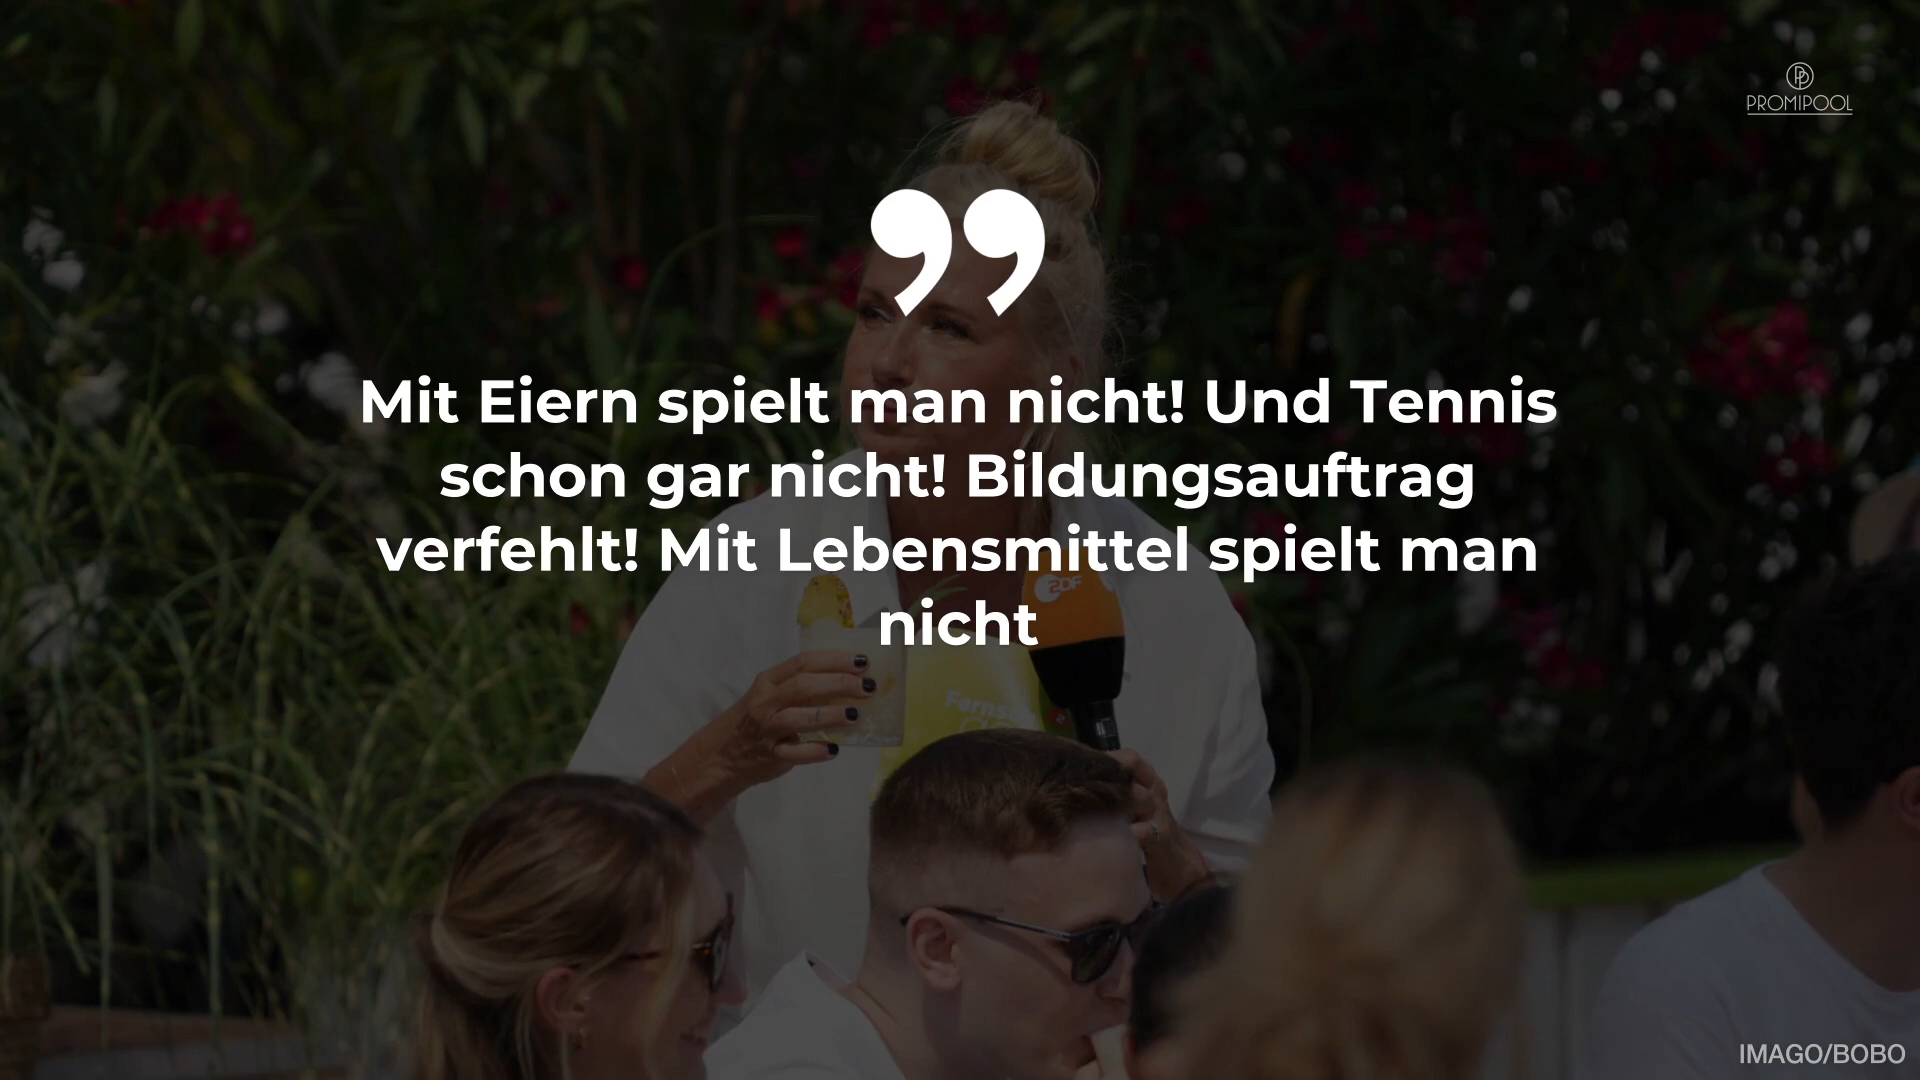 PROMIPOOL
Mit Eiern spielt man nicht! Und Tennis
schon gar nicht! Bildungsauftrag
verfehlt! Mit Lebensmittel spielt man
nicht
ZDF
IMAGO/BOBO